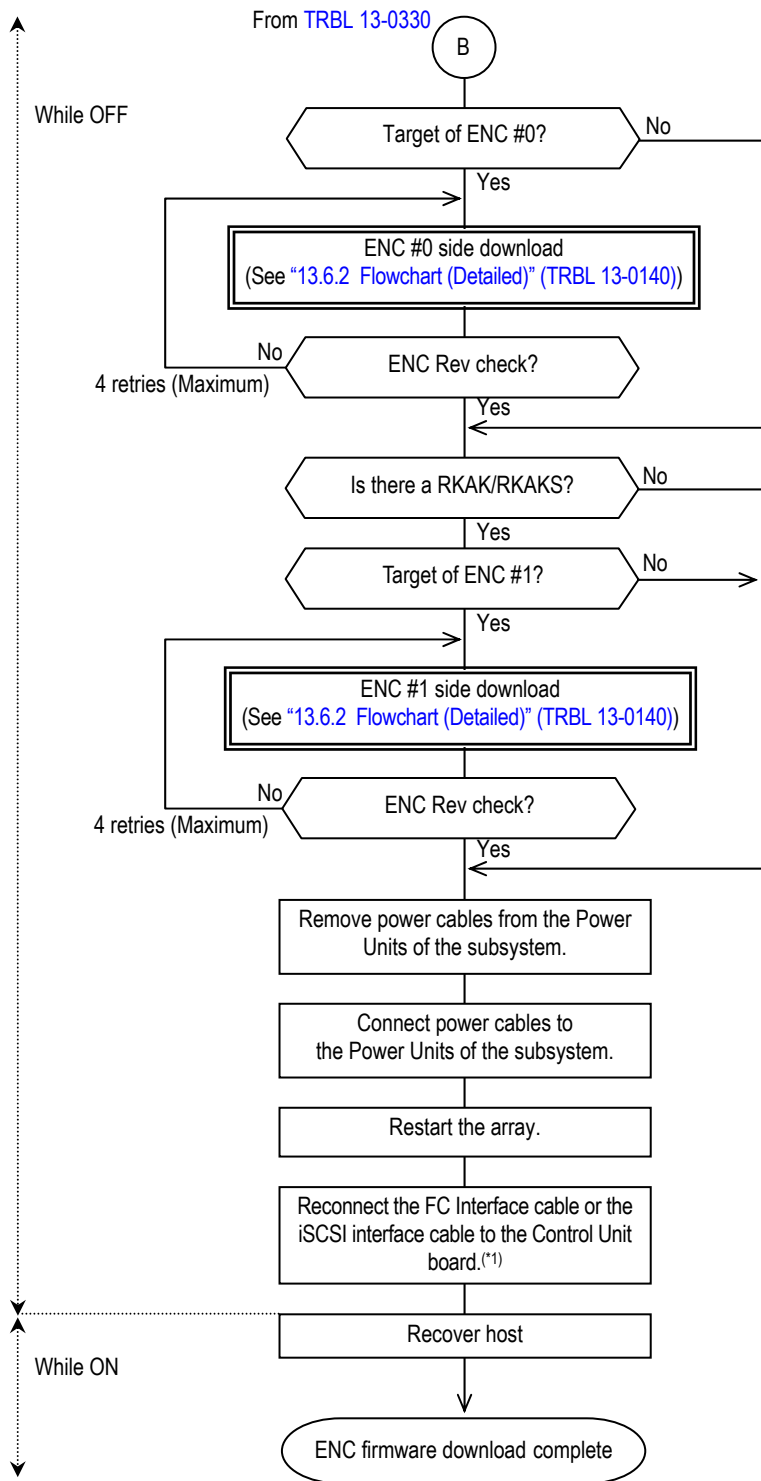 From TRBL 13-0330
B
While OFF
Target of ENC #0?
No
Yes
ENC #0 side download
(See “13.6.2 Flowchart (Detailed)” (TRBL 13-0140))
No
ENC Rev check?
4 retries (Maximum)
Yes
Is there a RKAK/RKAKS?
No
Yes
Target of ENC #1?
No
Yes
ENC #1 side download
(See “13.6.2 Flowchart (Detailed)” (TRBL 13-0140))
No
ENC Rev check?
4 retries (Maximum)
Yes
Remove power cables from the Power
Units of the subsystem.
Connect power cables to
the Power Units of the subsystem.
Restart the array.
Reconnect the FC Interface cable or the
iSCSI interface cable to the Control Unit
board.(*1)
Recover host
While ON
ENC firmware download complete